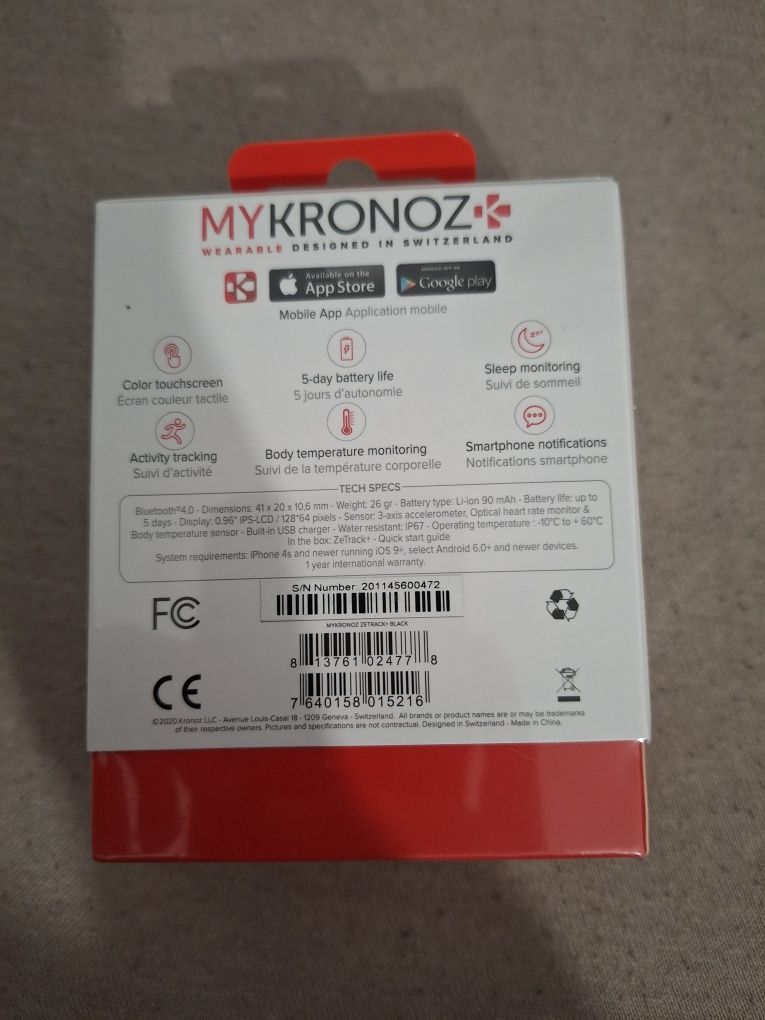 MYKRONOZ
WEARABLE DESIGNED IN SWITZERLAND
Available on the
App Store
ANDROID APP ON
Google play
Mobile App Application mobile
Color touchscreen
Écran couleur tactile
5-day battery life
5 jours d'autonomie
zzz
Sleep monitoring
Suivi de sommeil
Activity tracking
Suivi d'activité
Body temperature monitoring
Suivi de la température corporelle
Smartphone notifications
Notifications smartphone
TECH SPECS
Bluetooth®4.0 - Dimensions: 41 x 20 x 10,6 mm - Weight: 26 gr - Battery type: Li-ion 90 mAh - Battery life: up to
5 days - Display: 0.96" IPS-LCD / 128*64 pixels - Sensor: 3-axis accelerometer, Optical heart rate monitor &
Body temperature sensor - Built-in USB charger - Water resistant: IP67 - Operating temperature : -10°C to + 60°C
In the box: ZeTrack+ - Quick start guide
System requirements: iPhone 4s and newer running iOS 9+, select Android 6.0+ and newer devices.
1 year international warranty.
S/N Number: 201145600472
MYKRONOZ ZETRACK+ BLACK
FC
8 13761 02477 8
CE
7 640158 015216
©2020 Kronoz LLC - Avenue Louis-Casaï 18 - 1209 Geneva - Switzerland. All brands or product names are or may be trademarks
of their respective owners. Pictures and specifications are not contractual. Designed in Switzerland - Made in China.